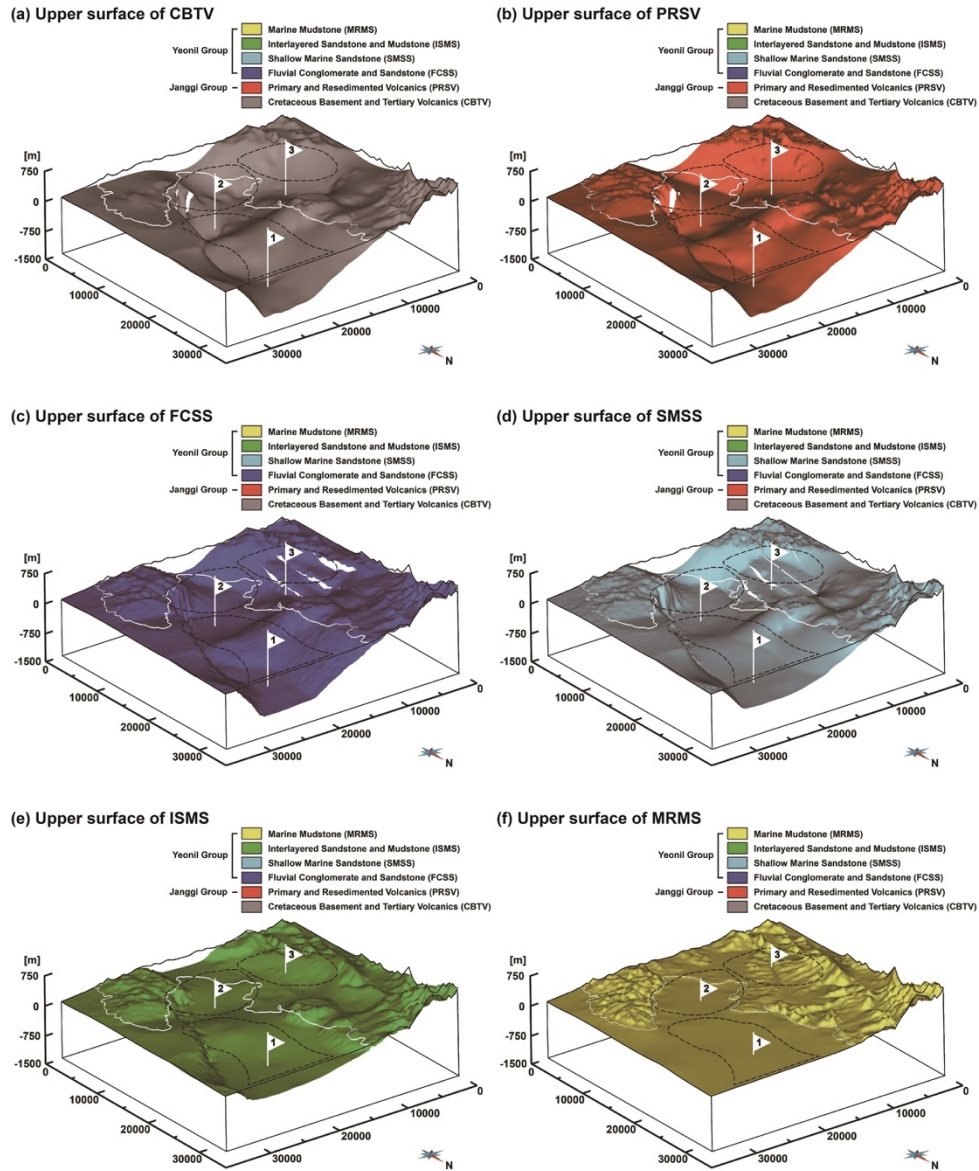 (a) Upper surface of CBTV
Yeonil Group
Marine Mudstone (MRMS)
Interlayered Sandstone and Mudstone (ISMS)
Shallow Marine Sandstone (SMSS)
Fluvial Conglomerate and Sandstone (FCSS)
Janggi Group
Primary and Resedimented Volcanics (PRSV)
Cretaceous Basement and Tertiary Volcanics (CBTV)
[m]
750
0
-750
-1500
0
10000
20000
30000
30000
20000
10000
0
1
2
3
N
(b) Upper surface of PRSV
Yeonil Group
Marine Mudstone (MRMS)
Interlayered Sandstone and Mudstone (ISMS)
Shallow Marine Sandstone (SMSS)
Fluvial Conglomerate and Sandstone (FCSS)
Janggi Group
Primary and Resedimented Volcanics (PRSV)
Cretaceous Basement and Tertiary Volcanics (CBTV)
[m]
750
0
-750
-1500
0
10000
20000
30000
30000
20000
10000
0
1
2
3
N
(c) Upper surface of FCSS
Yeonil Group
Marine Mudstone (MRMS)
Interlayered Sandstone and Mudstone (ISMS)
Shallow Marine Sandstone (SMSS)
Fluvial Conglomerate and Sandstone (FCSS)
Janggi Group
Primary and Resedimented Volcanics (PRSV)
Cretaceous Basement and Tertiary Volcanics (CBTV)
[m]
750
0
-750
-1500
0
10000
20000
30000
30000
20000
10000
0
1
2
3
N
(d) Upper surface of SMSS
Yeonil Group
Marine Mudstone (MRMS)
Interlayered Sandstone and Mudstone (ISMS)
Shallow Marine Sandstone (SMSS)
Fluvial Conglomerate and Sandstone (FCSS)
Janggi Group
Primary and Resedimented Volcanics (PRSV)
Cretaceous Basement and Tertiary Volcanics (CBTV)
[m]
750
0
-750
-1500
0
10000
20000
30000
30000
20000
10000
0
1
2
3
N
(e) Upper surface of ISMS
Yeonil Group
Marine Mudstone (MRMS)
Interlayered Sandstone and Mudstone (ISMS)
Shallow Marine Sandstone (SMSS)
Fluvial Conglomerate and Sandstone (FCSS)
Janggi Group
Primary and Resedimented Volcanics (PRSV)
Cretaceous Basement and Tertiary Volcanics (CBTV)
[m]
750
0
-750
-1500
0
10000
20000
30000
30000
20000
10000
0
1
2
3
N
(f) Upper surface of MRMS
Yeonil Group
Marine Mudstone (MRMS)
Interlayered Sandstone and Mudstone (ISMS)
Shallow Marine Sandstone (SMSS)
Fluvial Conglomerate and Sandstone (FCSS)
Janggi Group
Primary and Resedimented Volcanics (PRSV)
Cretaceous Basement and Tertiary Volcanics (CBTV)
[m]
750
0
-750
-1500
0
10000
20000
30000
30000
20000
10000
0
1
2
3
N